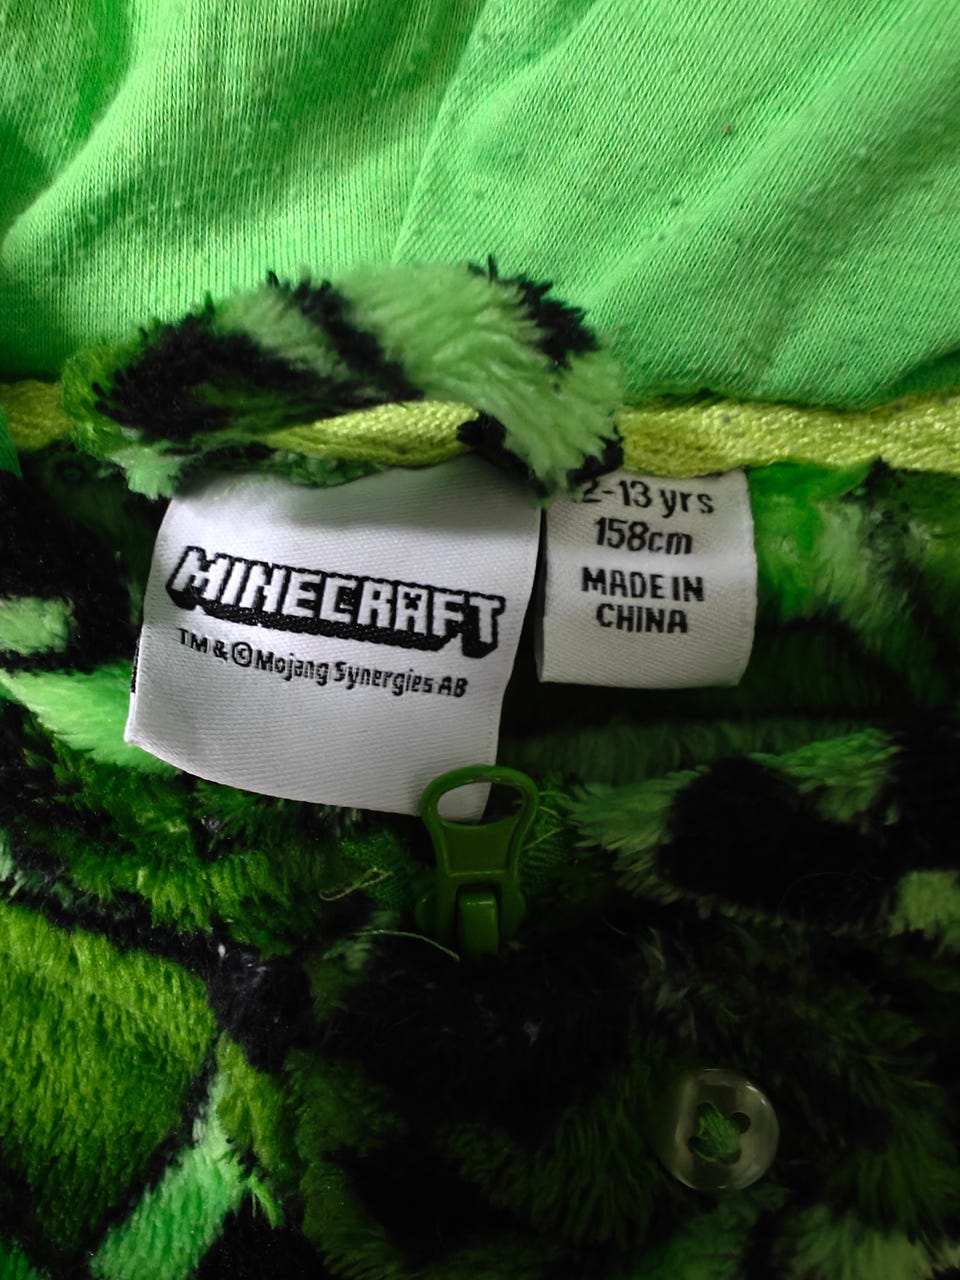 MINECRAFT
TM & ©Mojang Synergies AB
2-13 yrs
158cm
MADE IN
CHINA